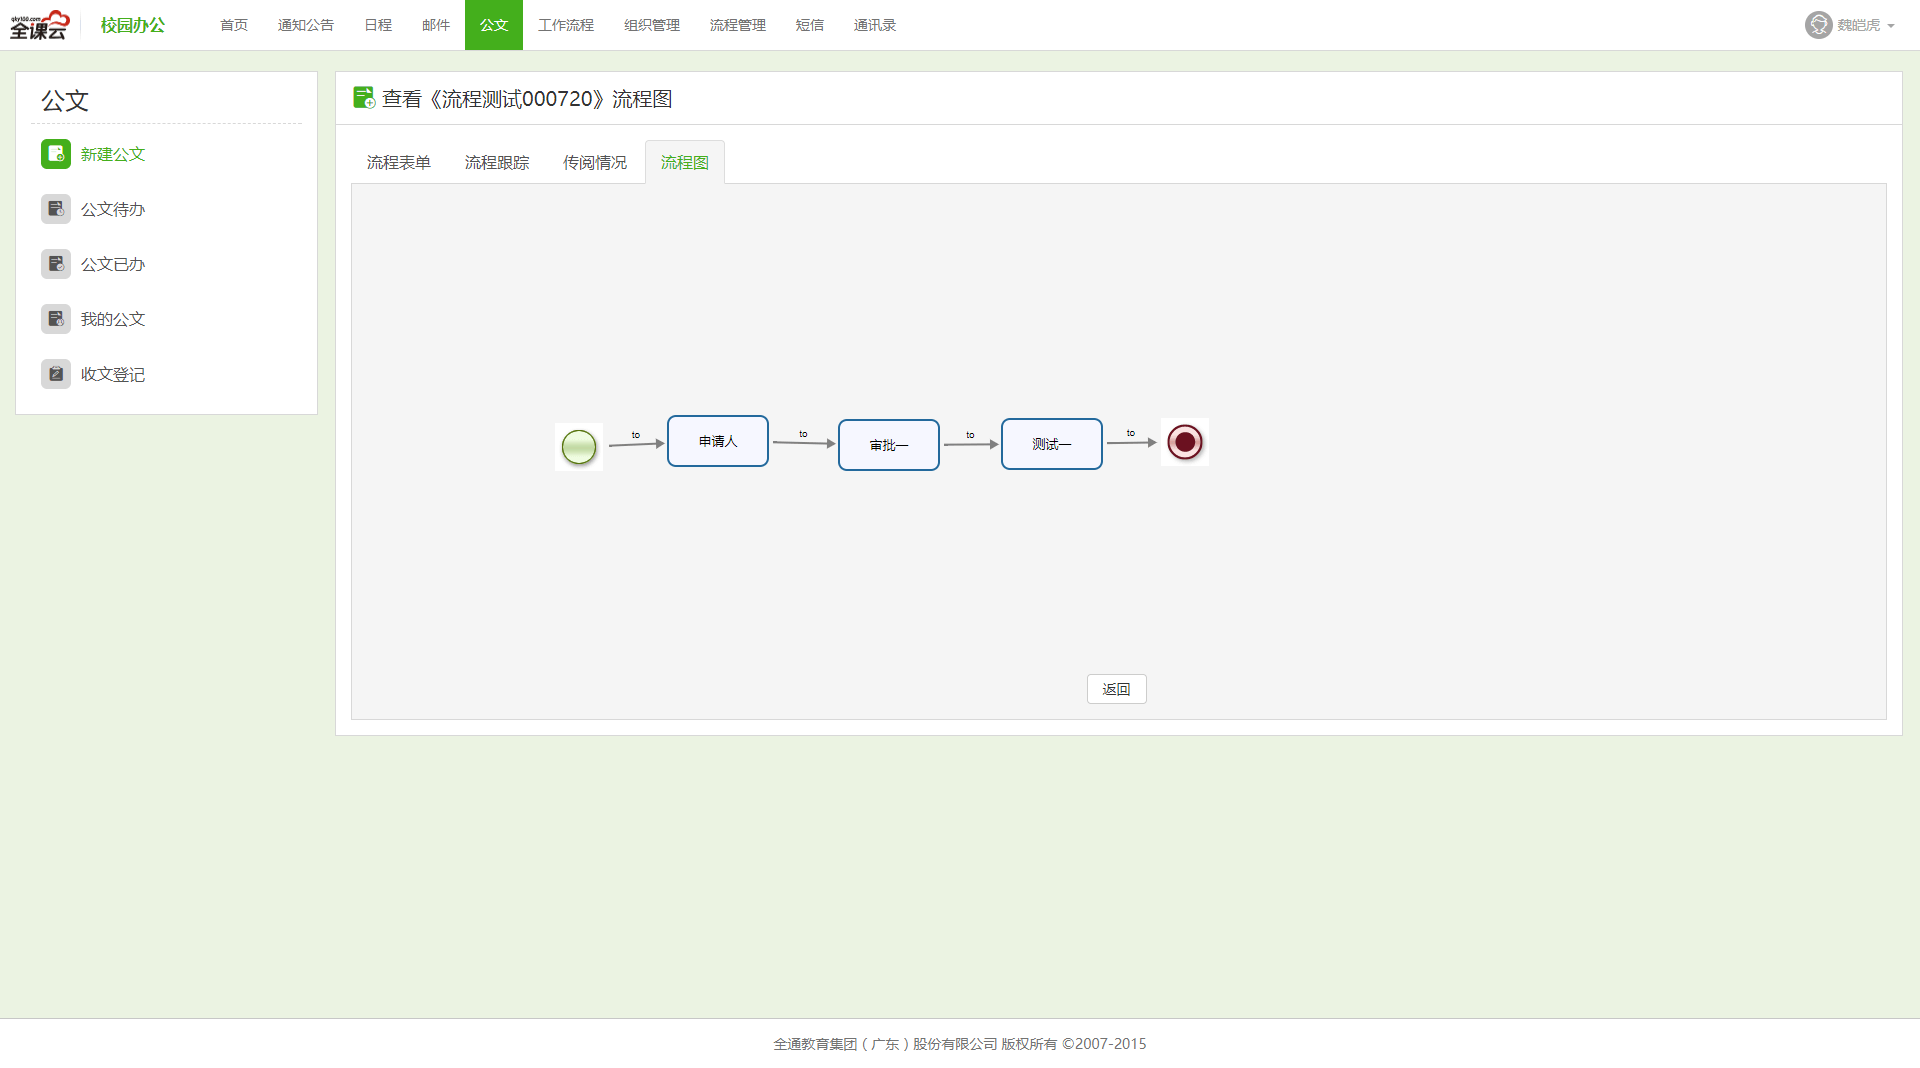 qky100.com
全课云
校园办公
首页 通知公告 日程 邮件 公文 工作流程 组织管理 流程管理 短信 通讯录
魏皑虎
公文
新建公文
公文待办
公文已办
我的公文
收文登记
查看《流程测试000720》流程图
流程表单 流程跟踪 传阅情况 流程图
to 申请人 to 审批一 to 测试一 to
返回
全通教育集团（广东）股份有限公司 版权所有 ©2007-2015